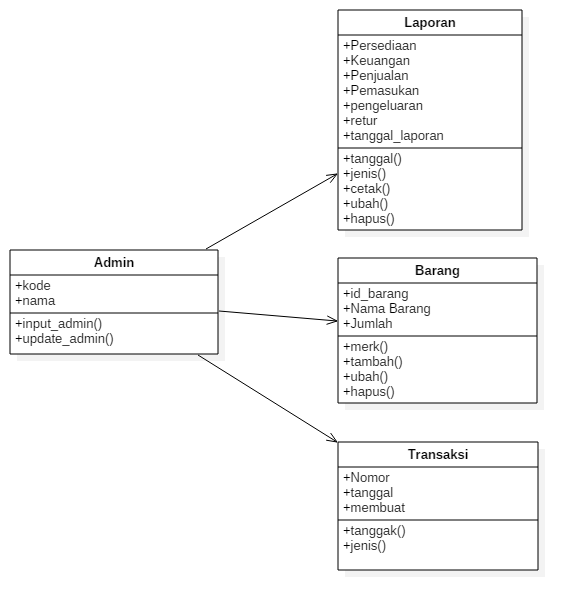 Laporan
+Persediaan
+Keuangan
+Penjualan
+Pemasukan
+pengeluaran
+retur
+tanggal_laporan
+tanggal()
+jenis()
+cetak()
+ubah()
+hapus()
Admin
+kode
+nama
+input_admin()
+update_admin()
Barang
+id_barang
+Nama Barang
+Jumlah
+merk()
+tambah()
+ubah()
+hapus()
Transaksi
+Nomor
+tanggal
+membuat
+tanggak()
+jenis()